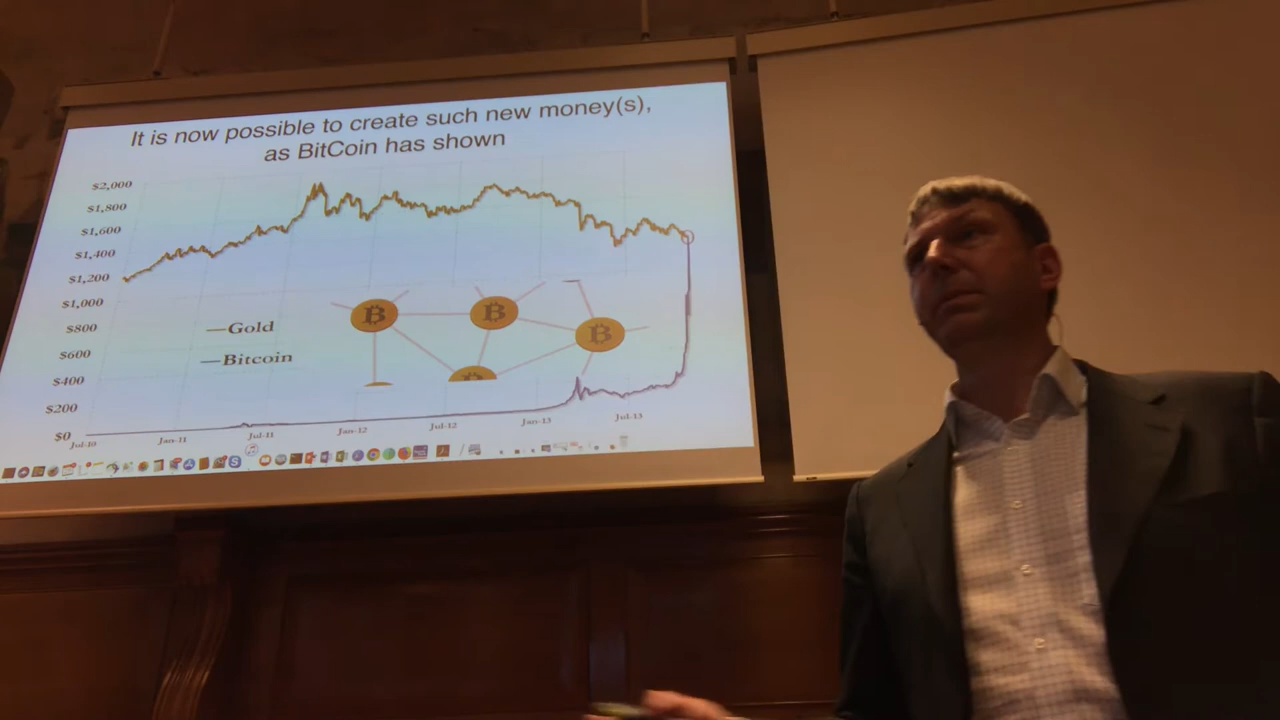 It is now possible to create such new money(s),
as BitCoin has shown
$2,000
$1,800
$1,600
$1,400
$1,200
$1,000
$800
$600
$400
$200
$0
Gold
Bitcoin
Jul-10
Jan-11
Jul-11
Jan-12
Jul-12
Jan-13
Jul-13